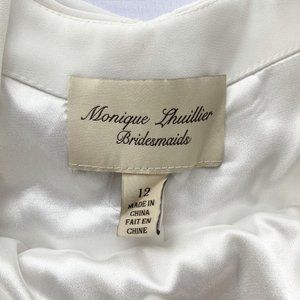 Monique Lhuillier
Bridesmaids
12
MADE IN
CHINA
FAIT EN
CHINE